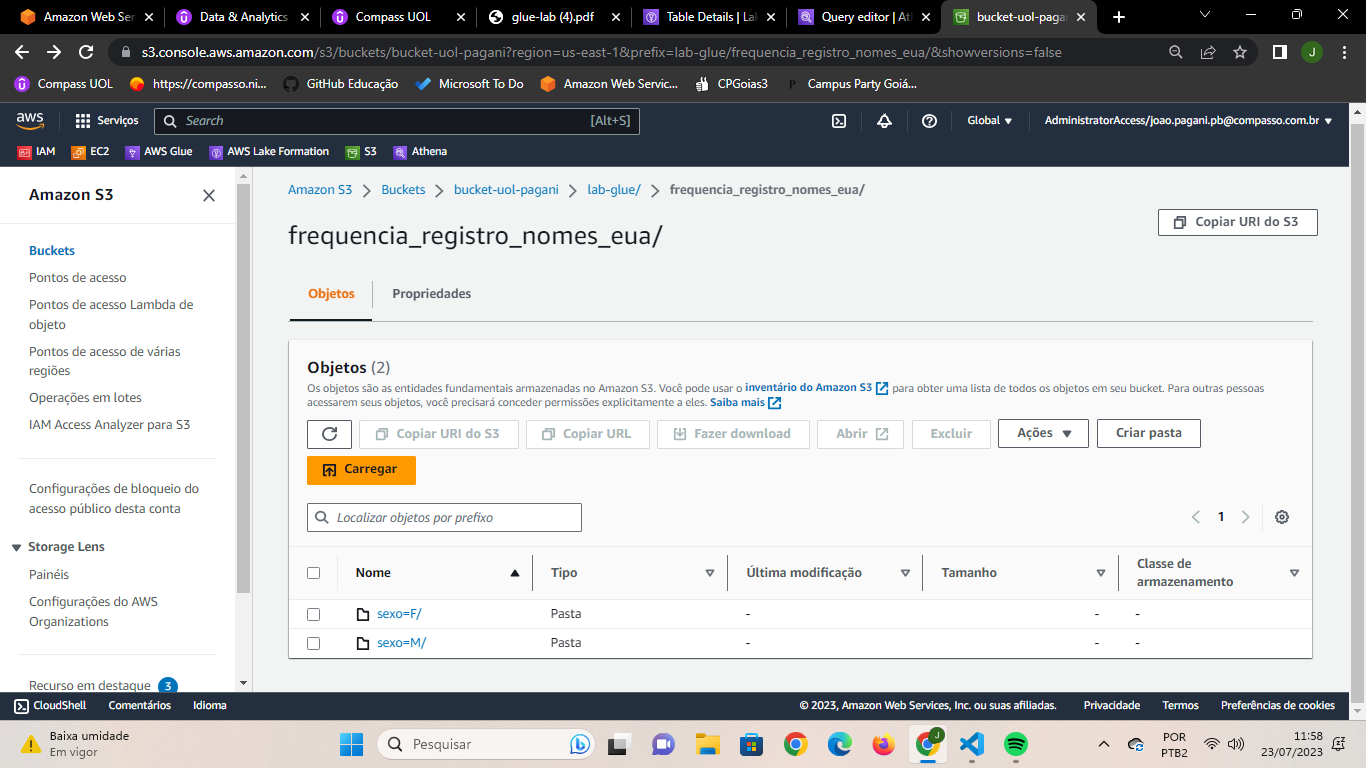 Amazon Web Ser
Data & Analytics
Compass UOL
glue-lab (4).pdf
Table Details | Lak
Query editor | Ath
bucket-uol-pagan
s3.console.aws.amazon.com/s3/buckets/bucket-uol-pagani?region=us-east-1&prefix=lab-glue/frequencia_registro_nomes_eua/&showversions=false
J
Compass UOL
https://compasso.ni...
GitHub Educação
Microsoft To Do
Amazon Web Servic...
CPGoias3
P
Campus Party Goiá...
aws
Serviços
Search
[Alt+S]
Global
AdministratorAccess/joao.pagani.pb@compasso.com.br
IAM
EC2
AWS Glue
AWS Lake Formation
S3
Athena
Amazon S3
Buckets
Pontos de acesso
Pontos de acesso Lambda de
objeto
Pontos de acesso de várias
regiões
Operações em lotes
IAM Access Analyzer para S3
Configurações de bloqueio do
acesso público desta conta
Storage Lens
Painéis
Configurações do AWS
Organizations
Recurso em destaque 3
Amazon S3
Buckets
bucket-uol-pagani
lab-glue/
frequencia_registro_nomes_eua/
frequencia_registro_nomes_eua/
Copiar URI do S3
Objetos
Propriedades
Objetos (2)
Os objetos são as entidades fundamentais armazenadas no Amazon S3. Você pode usar o inventário do Amazon S3 para obter uma lista de todos os objetos em seu bucket. Para outras pessoas
acessarem seus objetos, você precisará conceder permissões explicitamente a eles. Saiba mais
Copiar URI do S3
Copiar URL
Fazer download
Abrir
Excluir
Ações
Criar pasta
Carregar
Localizar objetos por prefixo
1
Nome
Tipo
Última modificação
Tamanho
Classe de
armazenamento
sexo=F/ Pasta - - -
sexo=M/ Pasta - - -
CloudShell
Comentários
Idioma
© 2023, Amazon Web Services, Inc. ou suas afiliadas.
Privacidade
Termos
Preferências de cookies
Baixa umidade
Em vigor
Pesquisar
J
POR
PTB2
11:58
23/07/2023